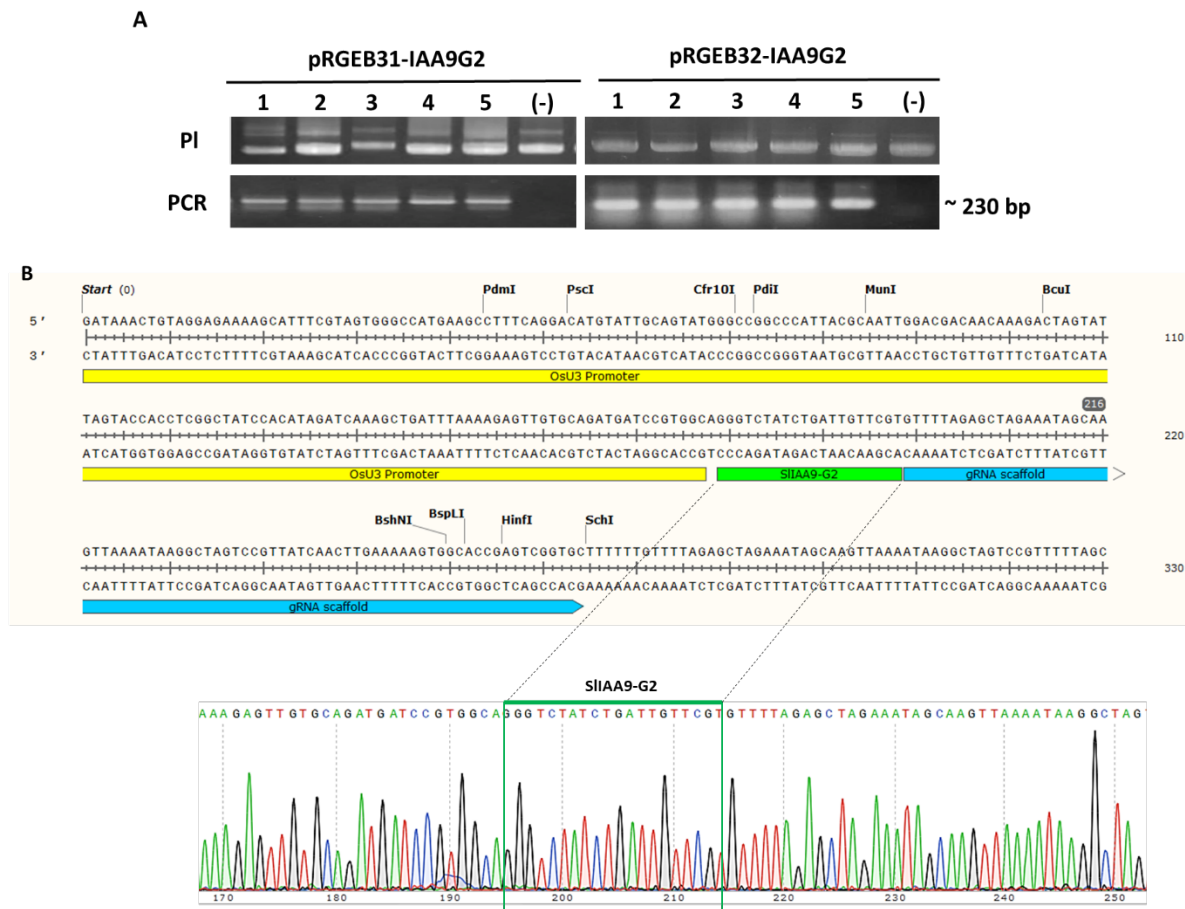 A
pRGEB31-IAA9G2 pRGEB32-IAA9G2
1 2 3 4 5 (-) 1 2 3 4 5 (-)
Pl
PCR ~ 230 bp
B
Start (0) PdmI PscI Cfr10I PdiI MunI BcuI
5 ' GATAAACTGTAGGAGAAAAGCATTTCGTAGTGGGCCATGAAGCCTTTCAGGACATGTATTGCAGTATGGGCCGGCCCATTACGCAATTGGACGACAACAAAGACTAGTAT
110
3 ' CTATTTGACATCCTCTTTTCGTAAAGCATCACCCGGTACTTCGGAAAGTCCTGTACATAACGTCATACCCGGCCGGGTAATGCGTTAACCTGCTGTTGTTTCTGATCATA
OsU3 Promoter
216
TAGTACCACCTCGGCTATCCACATAGATCAAAGCTGATTTAAAAGAGTTGTGCAGATGATCCGTGGCAGGGTCTATCTGATTGTTCGTGTTTTAGAGCTAGAAATAGCAA
220
ATCATGGTGGAGCCGATAGGTGTATCTAGTTTCGACTAAATTTTCTCAACACGTCTACTAGGCACCGTCCCAGATAGACTAACAAGCACAAAATCTCGATCTTTATCGTT
OsU3 Promoter SlIAA9-G2 gRNA scaffold
BshNI BspLI HinfI SchI
GTTAAAATAAGGCTAGTCCGTTATCAACTTGAAAAAGTGGCACCGAGTCGGTGCTTTTTTGTTTTAGAGCTAGAAATAGCAAGTTAAAATAAGGCTAGTCCGTTTTTAGC
330
CAATTTTATTCCGATCAGGCAATAGTTGAACTTTTTCACCGTGGCTCAGCCACGAAAAAACAAAATCTCGATCTTTATCGTTCAATTTTATTCCGATCAGGCAAAAATCG
gRNA scaffold
SlIAA9-G2
AAAGAGTTGTGCAGATGATCCGTGGCAGGGTCTATCTGATTGTTCGTGTTTTAGAGCTAGAAATAGCAAGTTAAAATAAGGCTAG
170 180 190 200 210 220 230 240 250